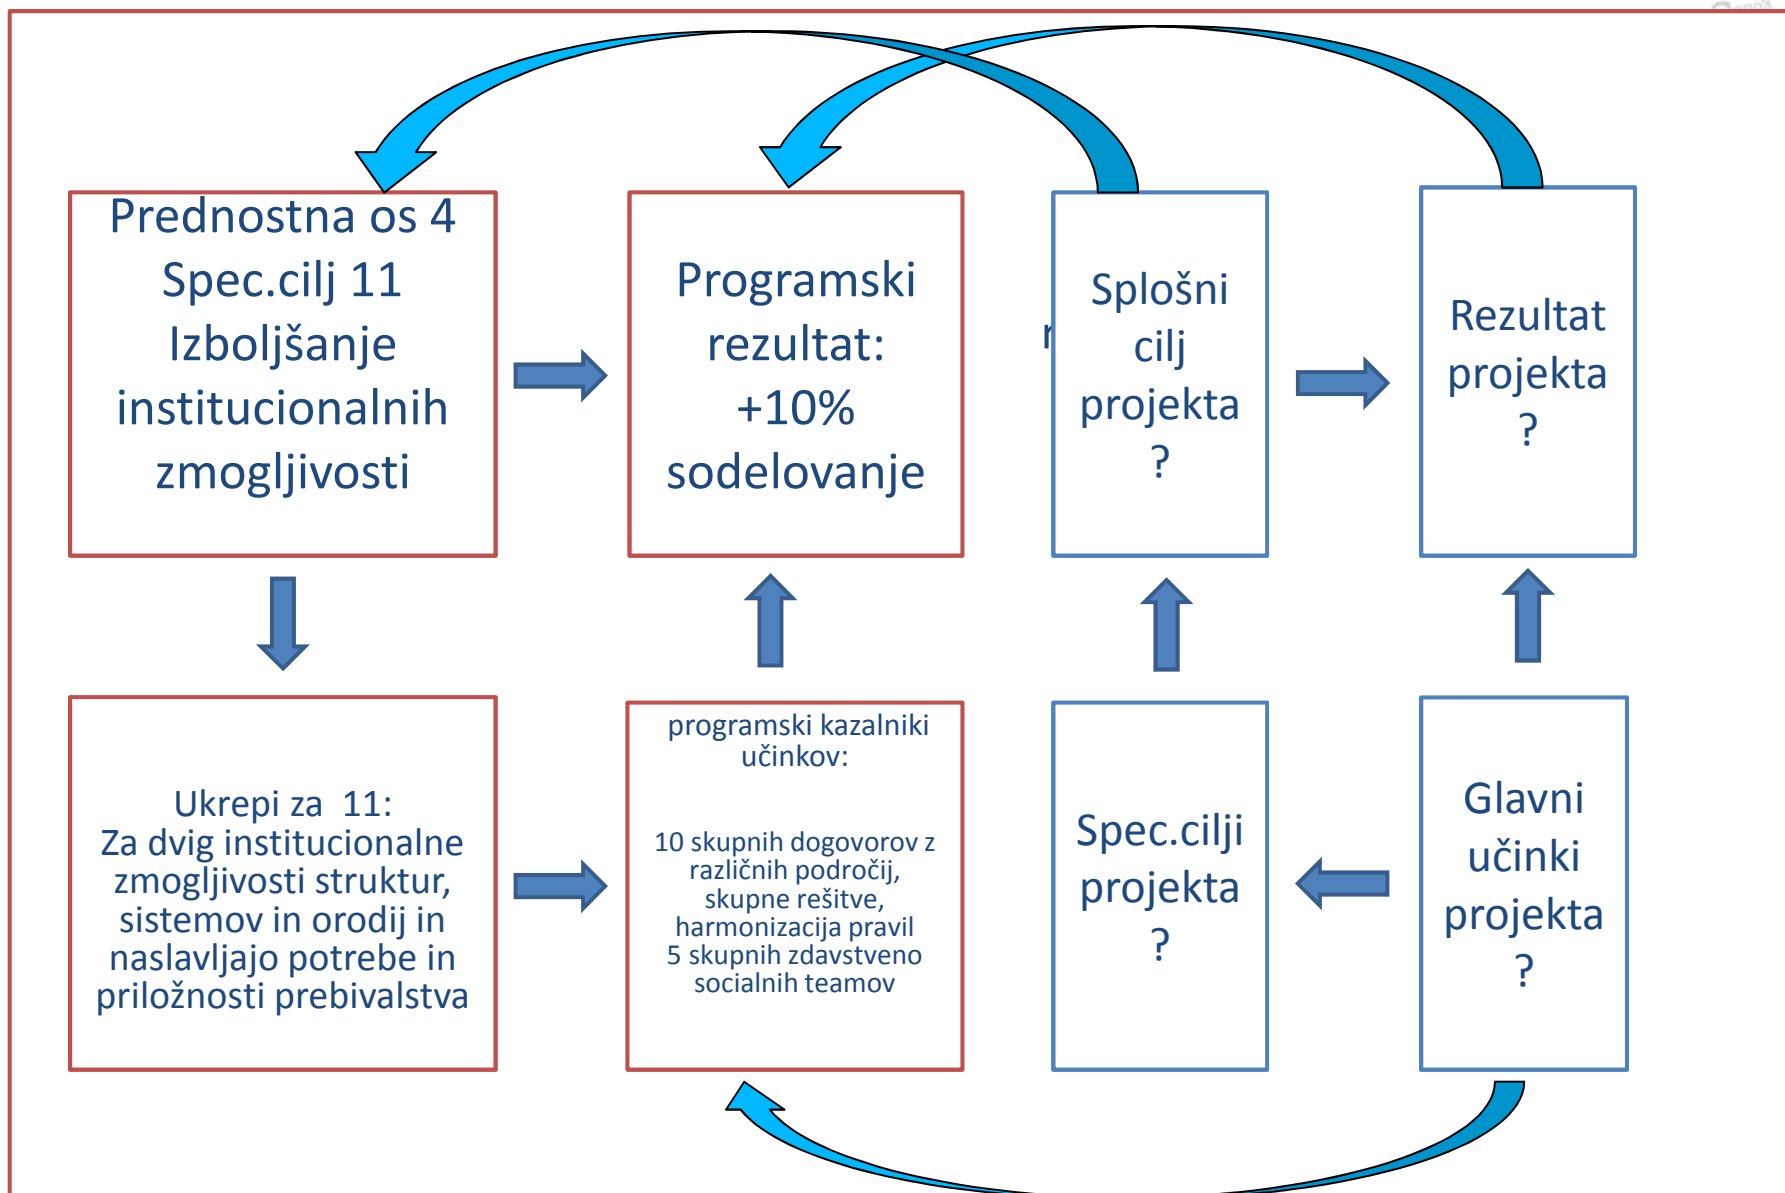 Prednostna os 4
Spec.cilj 11
Izboljšanje
institucionalnih
zmogljivosti
Programski
rezultat:
+10%
sodelovanje
Splošni
cilj
projekta
?
Rezultat
projekta
?
Ukrepi za  11:
Za dvig institucionalne
zmogljivosti struktur,
sistemov in orodij in
naslavljajo potrebe in
priložnosti prebivalstva
programski kazalniki
učinkov:
10 skupnih dogovorov z
različnih področij,
skupne rešitve,
harmonizacija pravil
5 skupnih zdavstveno
socialnih teamov
Spec.cilji
projekta
?
Glavni
učinki
projekta
?